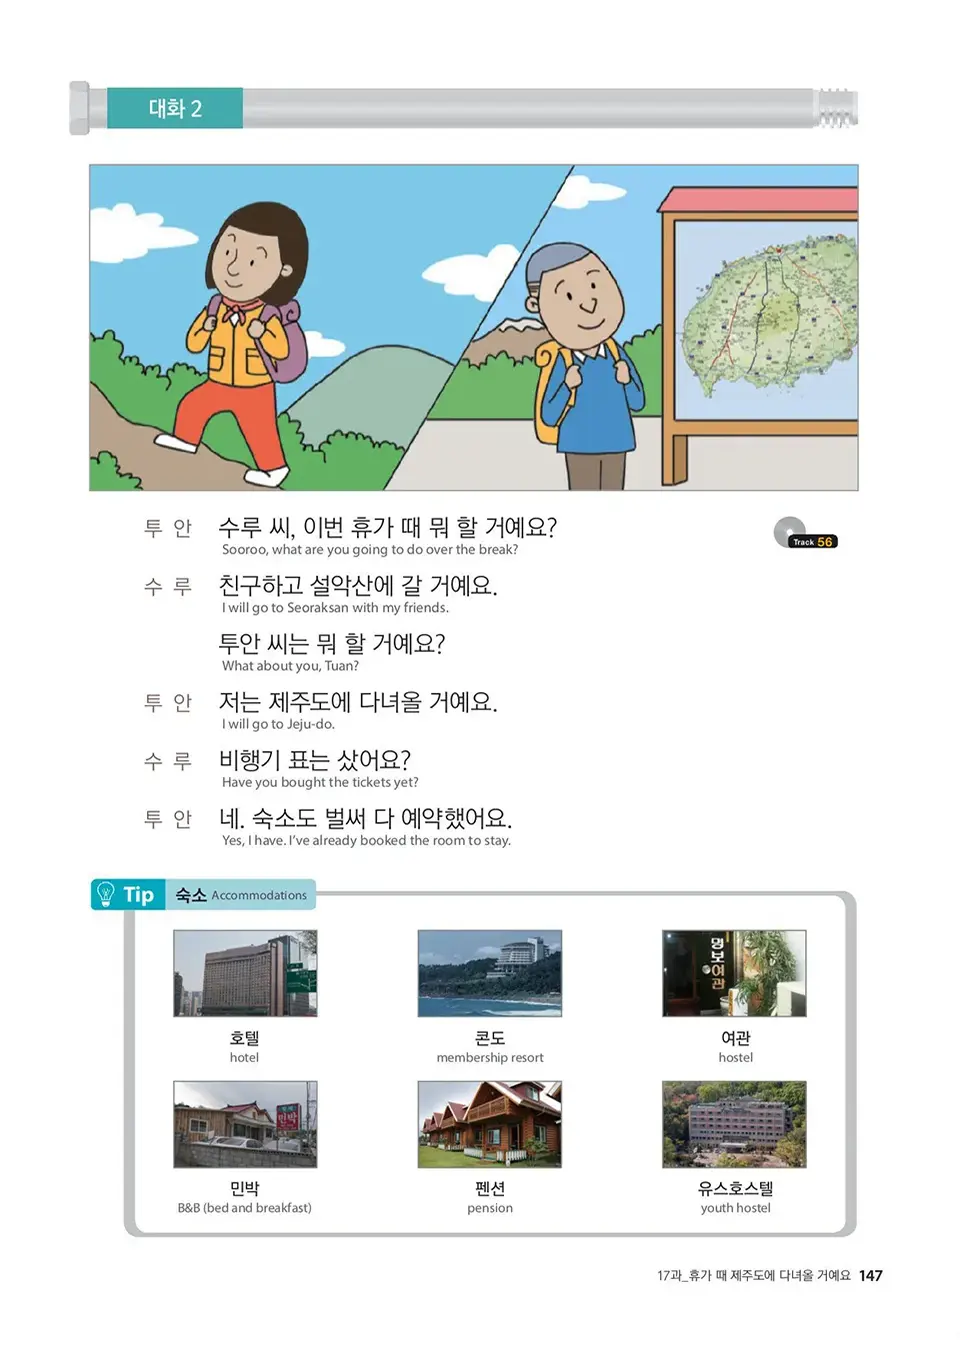 대화 2
투 안 수루 씨, 이번 휴가 때 뭐 할 거예요?
Sooroo, what are you going to do over the break?
Track 56
수 루 친구하고 설악산에 갈 거예요.
I will go to Seoraksan with my friends.
투안 씨는 뭐 할 거예요?
What about you, Tuan?
투 안 저는 제주도에 다녀올 거예요.
I will go to Jeju-do.
수 루 비행기 표는 샀어요?
Have you bought the tickets yet?
투 안 네. 숙소도 벌써 다 예약했어요.
Yes, I have. I've already booked the room to stay.
Tip 숙소 Accommodations
명보여관
호텔 콘도 여관
hotel membership resort hostel
민박
민박 펜션 유스호스텔
B&B (bed and breakfast) pension youth hostel
17과_휴가 때 제주도에 다녀올 거예요 147